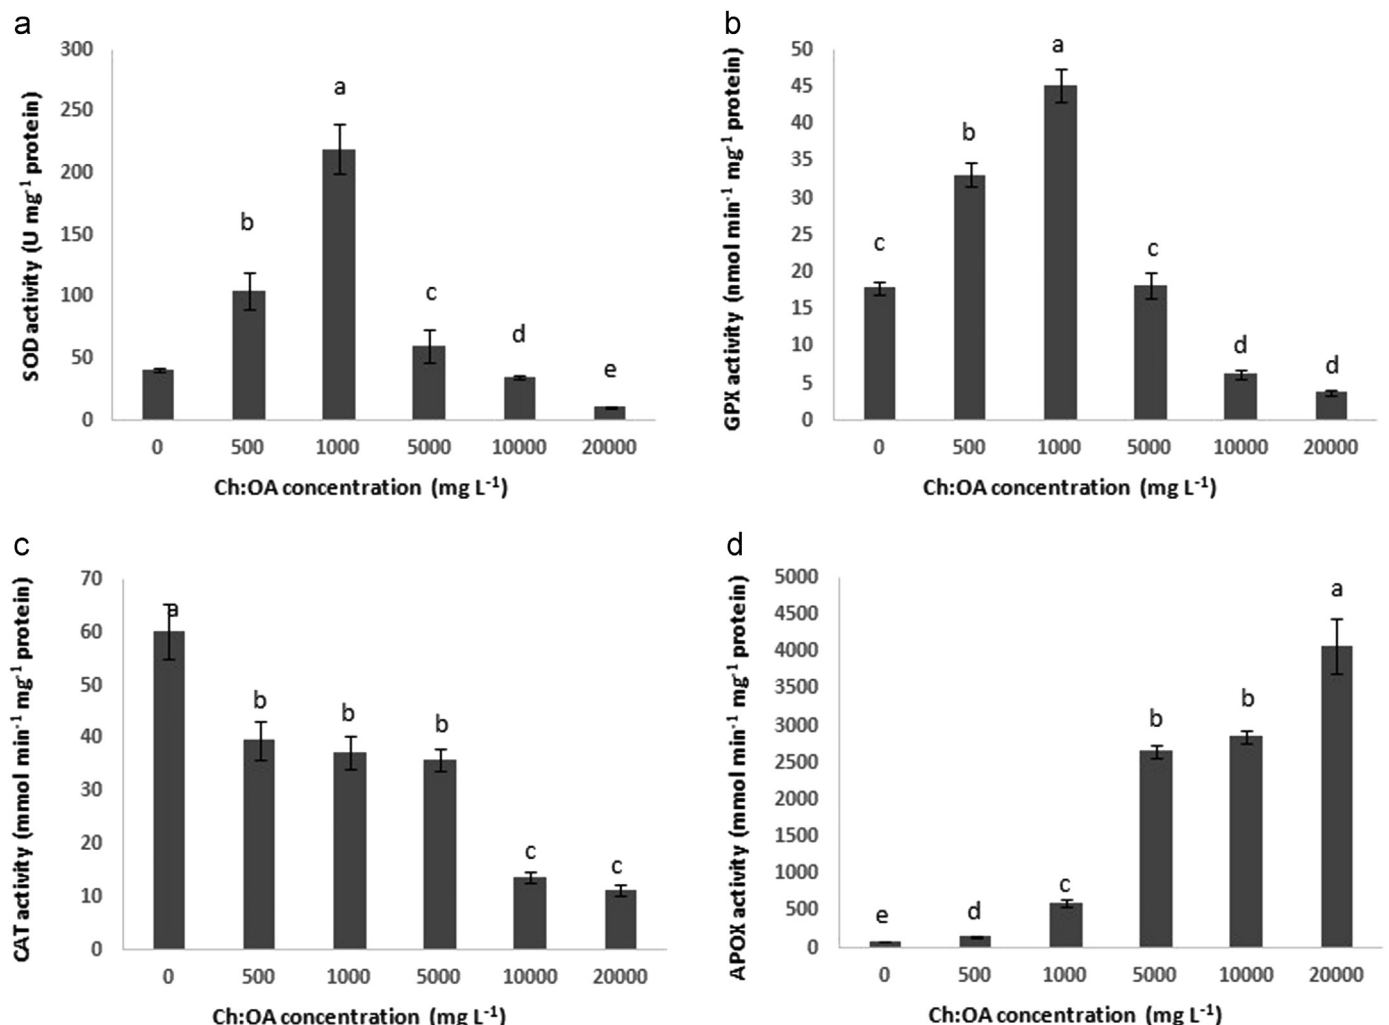 a
SOD activity (U mg-1 protein)
300
250
200
150
100
50
0
b
a
c
d
e
0 500 1000 5000 10000 20000
Ch:OA concentration (mg L-1)
b
GPX activity (nmol min-1 mg-1 protein)
50
45
40
35
30
25
20
15
10
5
0
c
b
a
c
d
d
0 500 1000 5000 10000 20000
Ch:OA concentration (mg L-1)
c
CAT activity (mmol min-1 mg-1 protein)
70
60
50
40
30
20
10
0
a
b
b
b
c
c
0 500 1000 5000 10000 20000
Ch:OA concentration (mg L-1)
d
APOX activity (mmol min-1 mg-1 protein)
5000
4500
4000
3500
3000
2500
2000
1500
1000
500
0
e
d
c
b
b
a
0 500 1000 5000 10000 20000
Ch:OA concentration (mg L-1)